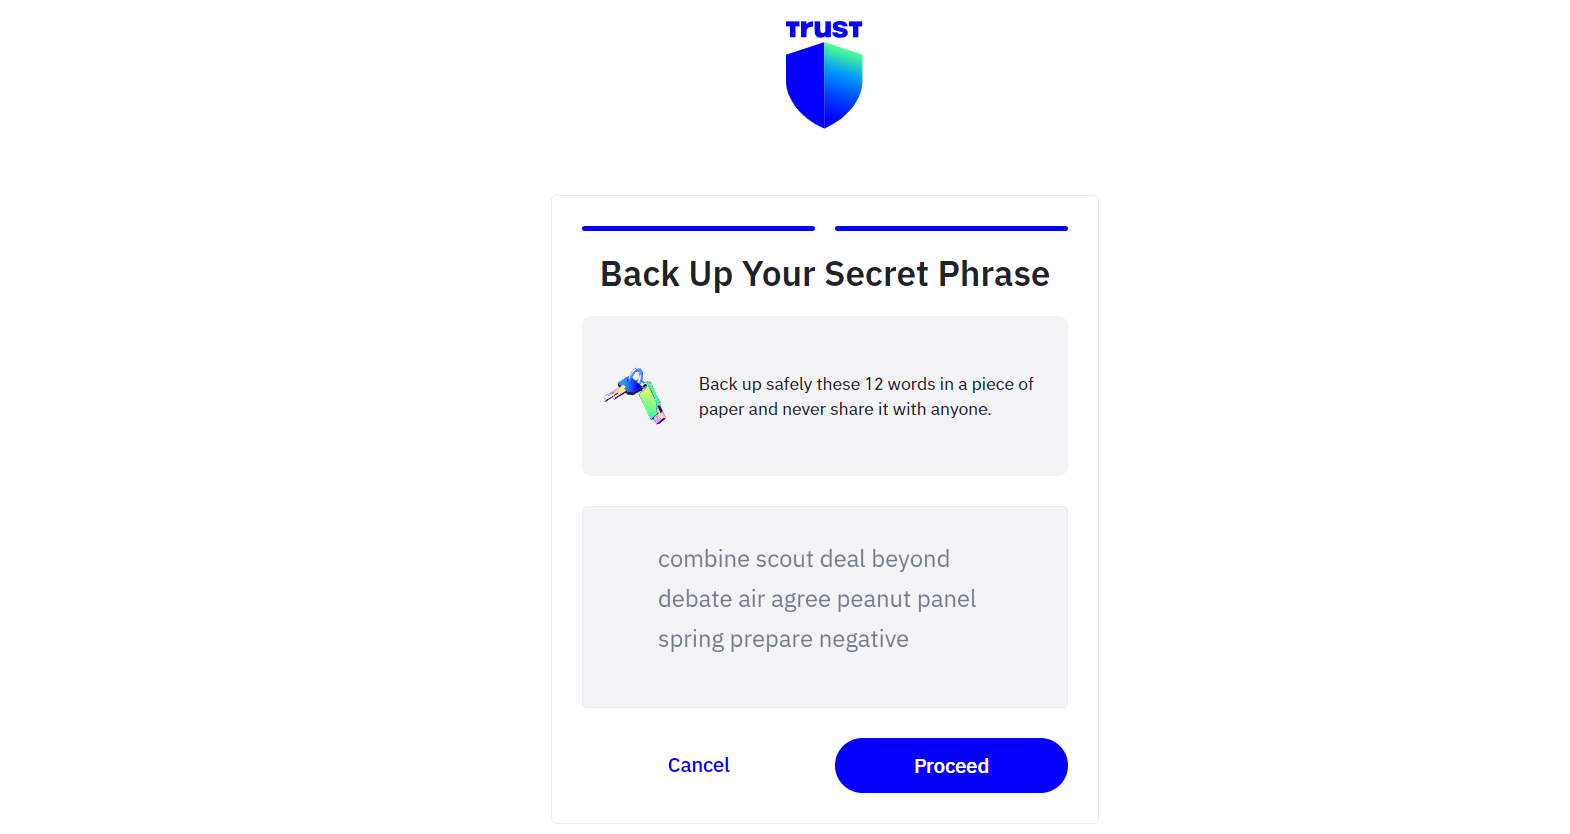 TRUST
Back Up Your Secret Phrase
Back up safely these 12 words in a piece of
paper and never share it with anyone.
combine scout deal beyond
debate air agree peanut panel
spring prepare negative
Cancel
Proceed